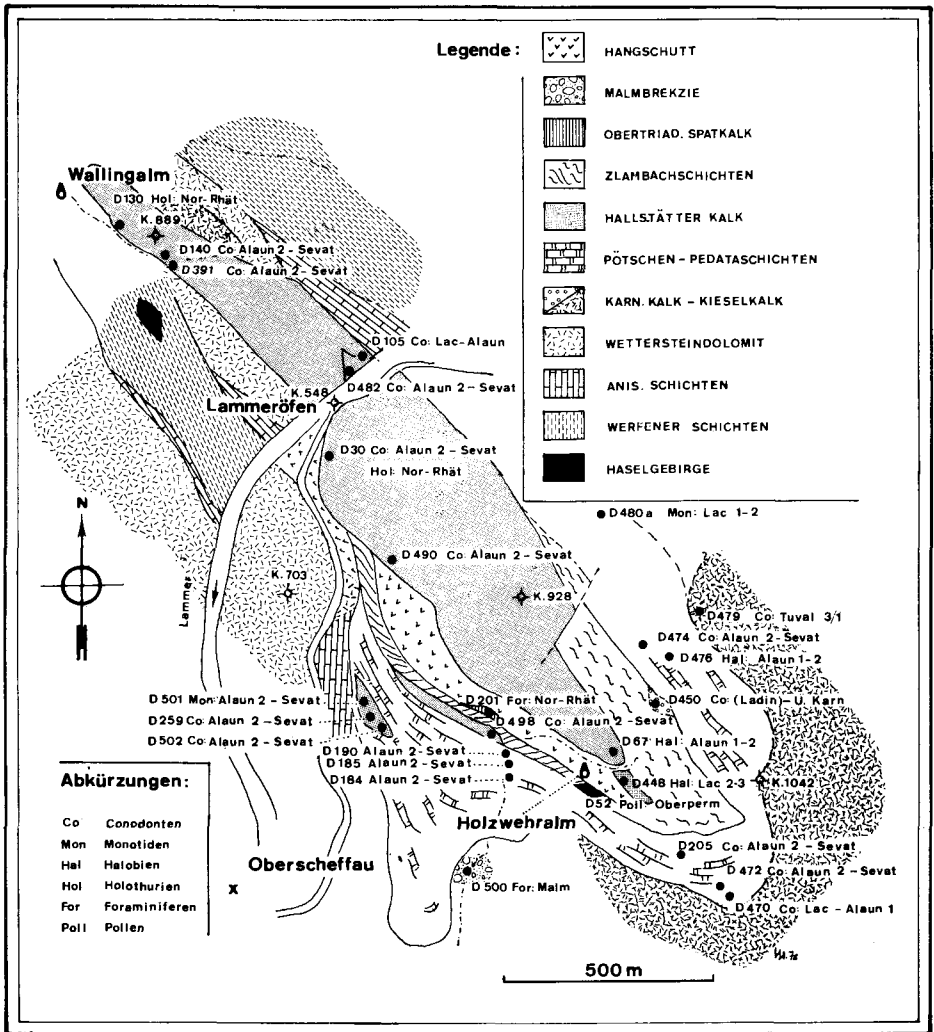 Legende :
HANGSCHUTT
MALMBREKZIE
OBERTRIAD. SPATKALK
ZLAMBACHSCHICHTEN
HALLSTÄTTER KALK
PÖTSCHEN – PEDATASCHICHTEN
KARN. KALK – KIESELKALK
WETTERSTEINDOLOMIT
ANIS. SCHICHTEN
WERFENER SCHICHTEN
HASELGEBIRGE
Wallingalm
D130 Hol: Nor-Rhät
K. 889
D140 Co: Alaun 2 – Sevat
D391 Co: Alaun 2 – Sevat
D105 Co: Lac-Alaun
K.548
D482 Co: Alaun 2 – Sevat
Lammeröfen
D30 Co: Alaun 2 – Sevat
Hol: Nor-Rhät
N
D480a Mon: Lac 1-2
D490 Co: Alaun 2-Sevat
K.703
K.928
Lammer
D479 Co: Tuval 3/1
D474 Co: Alaun 2-Sevat
D476 Hal: Alaun 1-2
D501 Mon: Alaun 2 – Sevat
D201 For: Nor-Rhät
D450 Co: (Ladin)-U. Karn
D259 Co: Alaun 2 – Sevat
D498 Co: Alaun 2-Sevat
D502 Co: Alaun 2 – Sevat
D190 Alaun 2-Sevat
D67 Hal: Alaun 1-2
D185 Alaun 2-Sevat
D184 Alaun 2-Sevat
D448 Hal: Lac 2-3
K.1042
D52 Poll: Oberperm
Holzwehralm
Abkürzungen:
Co Conodonten
Mon Monotiden
Hal Halobien
Hol Holothurien
For Foraminiferen
Poll Pollen
Oberscheffau
x
D205 Co: Alaun 2 – Sevat
D472 Co: Alaun 2 – Sevat
D500 For: Malm
D470 Co: Lac – Alaun 1
500 m